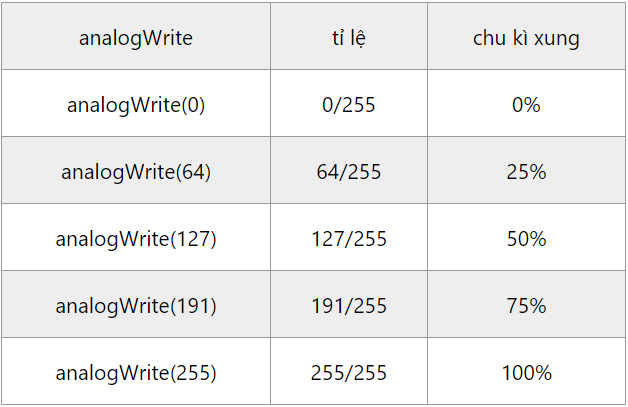 analogWrite tỉ lệ chu kì xung
analogWrite(0) 0/255 0%
analogWrite(64) 64/255 25%
analogWrite(127) 127/255 50%
analogWrite(191) 191/255 75%
analogWrite(255) 255/255 100%